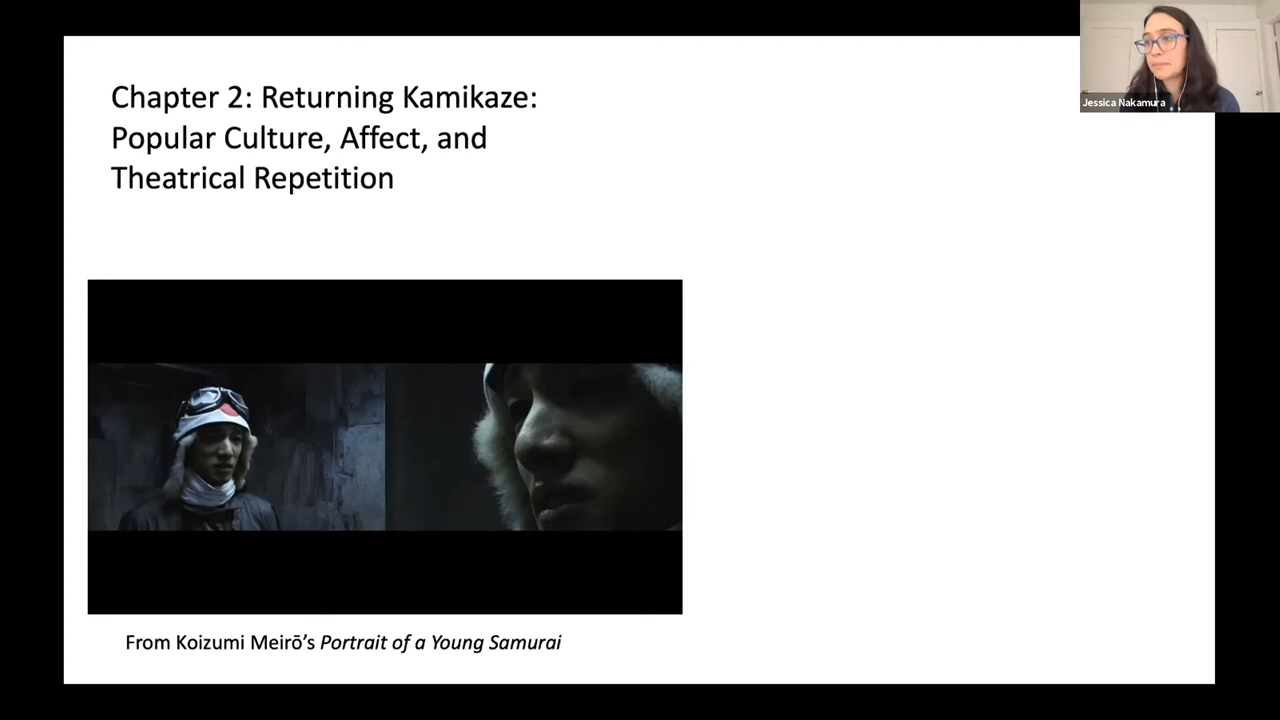 Chapter 2: Returning Kamikaze:
Popular Culture, Affect, and
Theatrical Repetition
Jessica Nakamura
From Koizumi Meirō’s Portrait of a Young Samurai